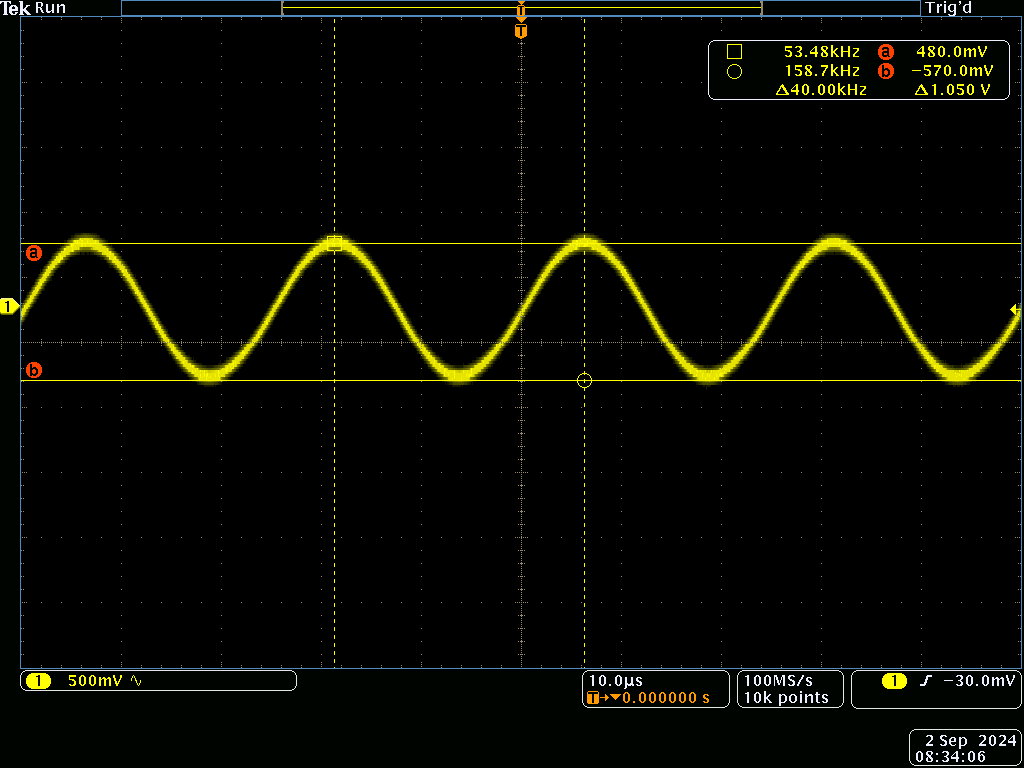 Tek Run Trig'd
T
T
53.48kHz a 480.0mV
158.7kHz b −570.0mV
Δ40.00kHz Δ1.050 V
a
1
b
1 500mV ∿
10.0µs
T→▼0.000000 s
100MS/s
10k points
1 ʃ −30.0mV
2 Sep 2024
08:34:06